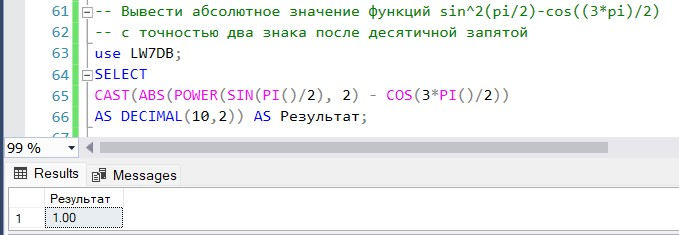 61 -- Вывести абсолютное значение функций sin^2(pi/2)-cos((3*pi)/2)
62 -- с точностью два знака после десятичной запятой
63 use LW7DB;
64 SELECT
65 CAST(ABS(POWER(SIN(PI()/2), 2) - COS(3*PI()/2))
66 AS DECIMAL(10,2)) AS Результат;
99 %
Results Messages
Результат
1 1.00